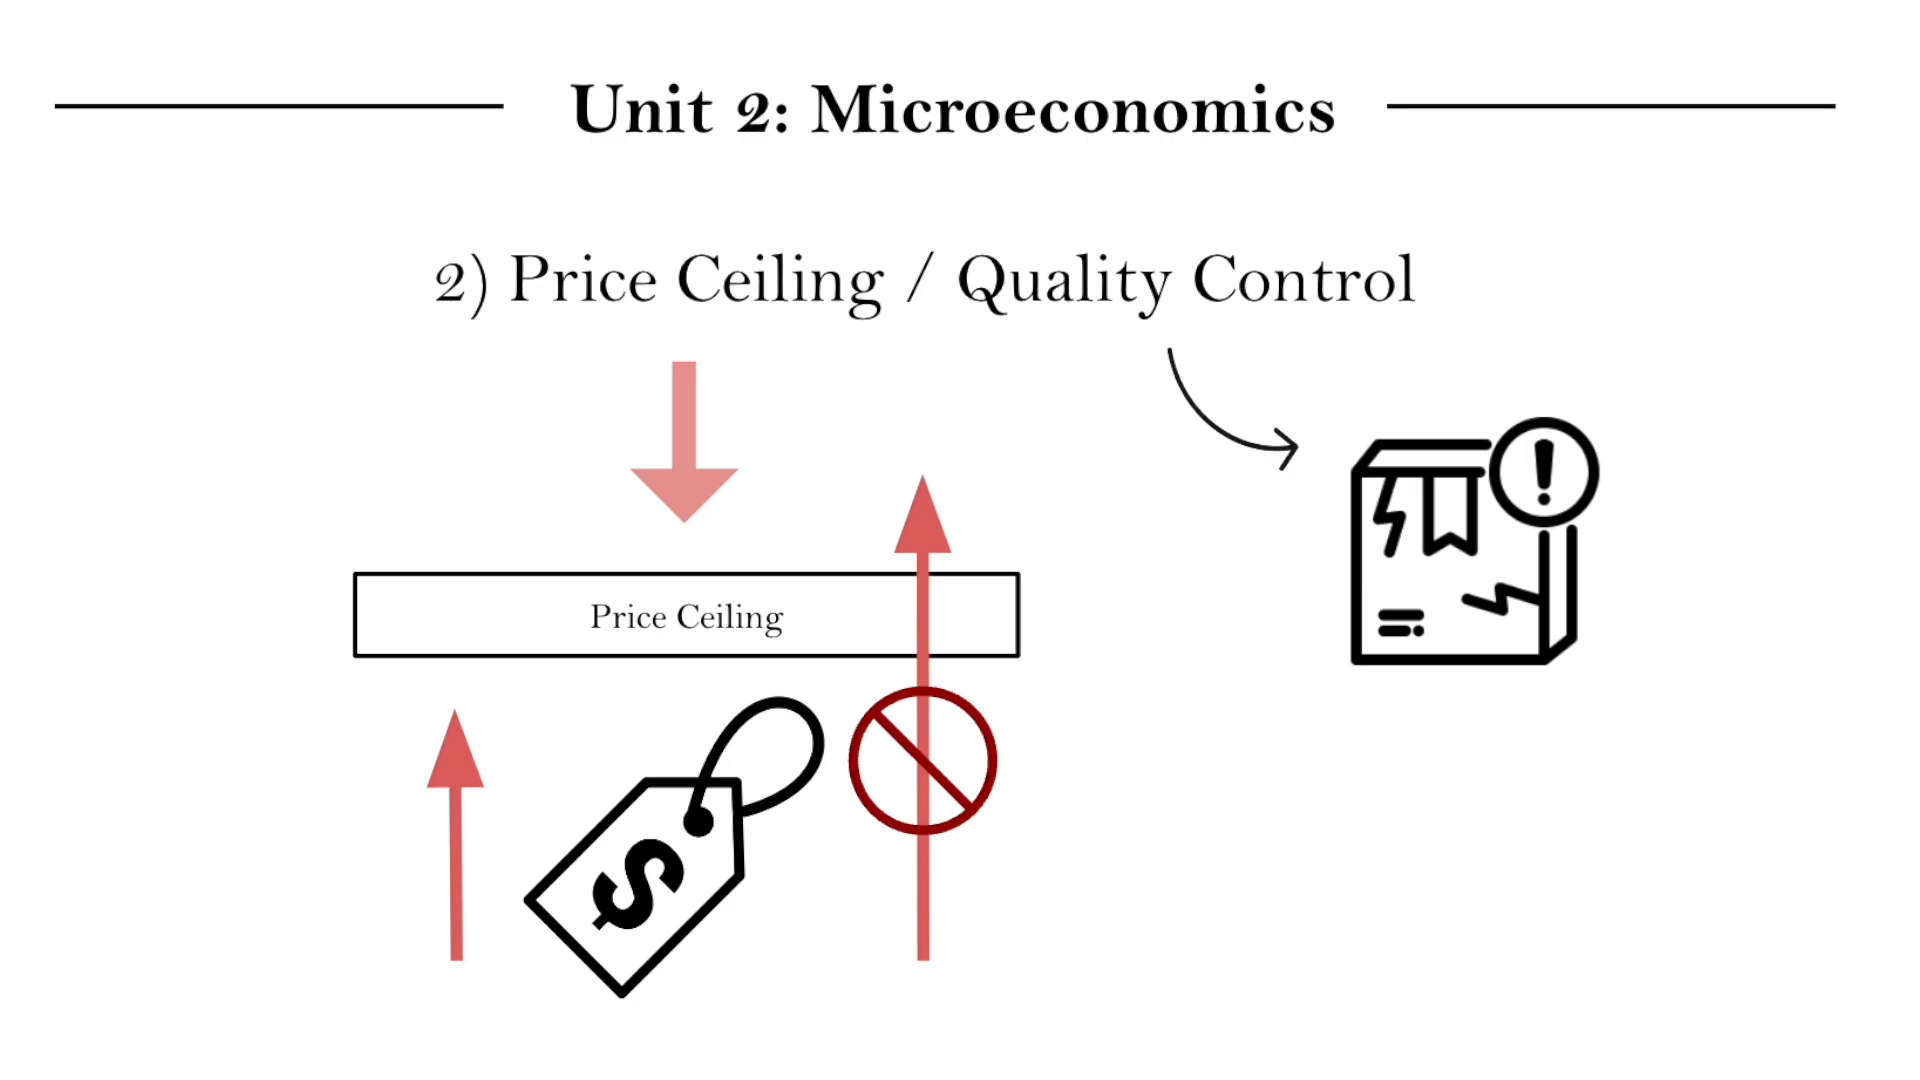 Unit 2: Microeconomics
2) Price Ceiling / Quality Control
Price Ceiling
$
!